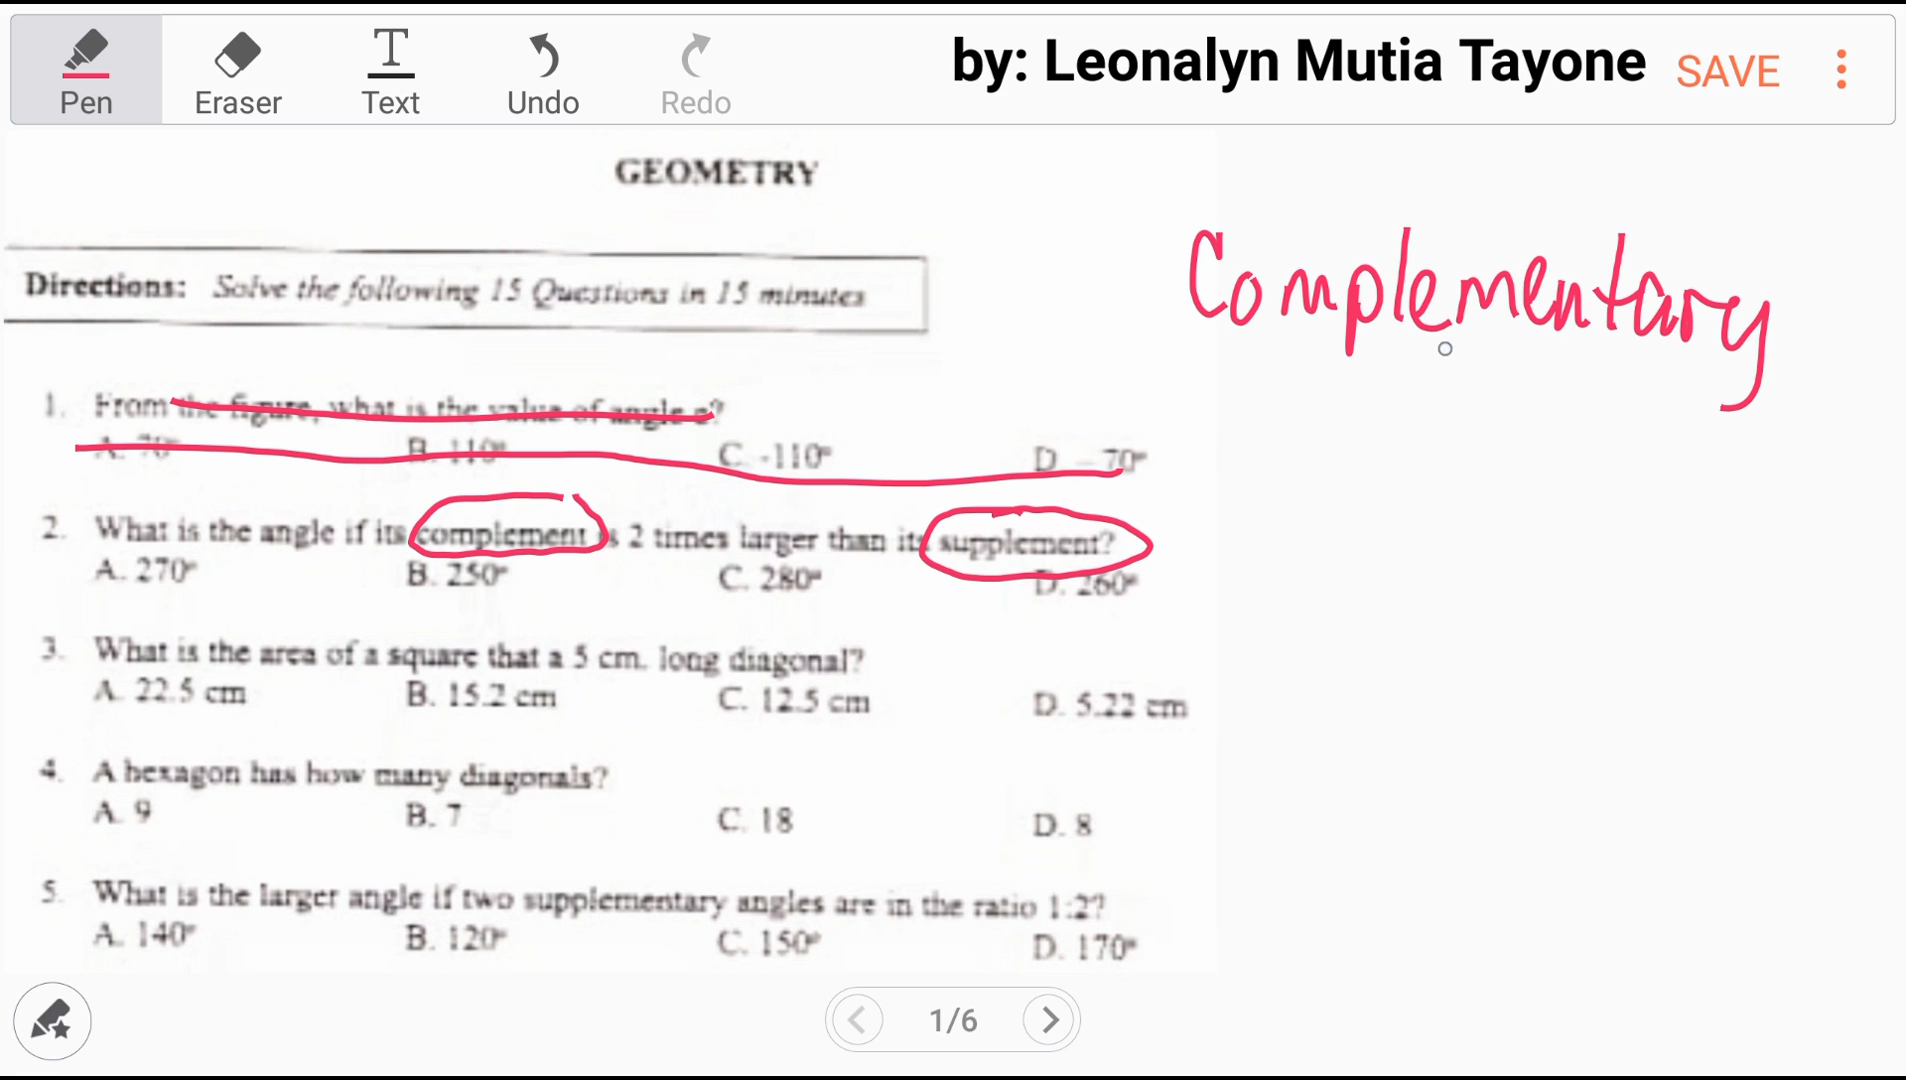 Pen
Eraser
Text
Undo
Redo
by: Leonalyn Mutia Tayone
SAVE
GEOMETRY
Directions: Solve the following 15 Questions in 15 minutes
Complementary
1. From the figure, what is the value of angle e?
A. 70° B. 110° C. -110° D. -70°
2. What is the angle if its complement is 2 times larger than its supplement?
A. 270° B. 250° C. 280° D. 260°
3. What is the area of a square that a 5 cm. long diagonal?
A. 22.5 cm B. 15.2 cm C. 12.5 cm D. 5.22 cm
4. A hexagon has how many diagonals?
A. 9 B. 7 C. 18 D. 8
5. What is the larger angle if two supplementary angles are in the ratio 1:2?
A. 140° B. 120° C. 150° D. 170°
1/6